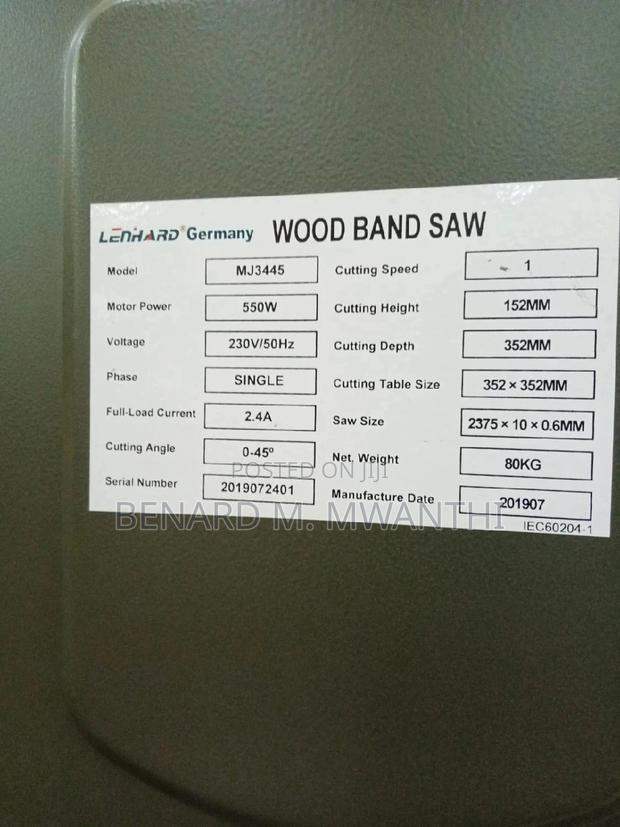 LENHARD® Germany WOOD BAND SAW
Model MJ3445 Cutting Speed 1
Motor Power 550W Cutting Height 152MM
Voltage 230V/50Hz Cutting Depth 352MM
Phase SINGLE Cutting Table Size 352 × 352MM
Full-Load Current 2.4A Saw Size 2375 × 10 × 0.6MM
Cutting Angle 0-45º Net. Weight 80KG
Serial Number 2019072401 Manufacture Date 201907
IEC60204-1
POSTED ON JIJI
BENARD M. MWANTHI